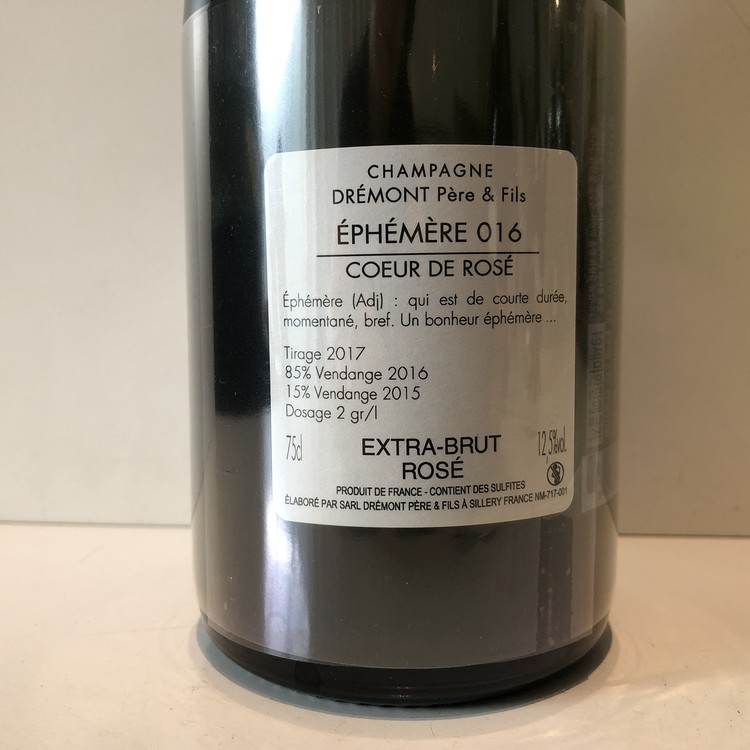 CHAMPAGNE
DRÉMONT Père & Fils
ÉPHÉMÈRE 016
COEUR DE ROSÉ
Éphémère (Adj) : qui est de courte durée,
momentané, bref. Un bonheur éphémère ...
Tirage 2017
85% Vendange 2016
15% Vendange 2015
Dosage 2 gr/l
75cl EXTRA-BRUT 12,5%vol.
ROSÉ
PRODUIT DE FRANCE - CONTIENT DES SULFITES
ÉLABORÉ PAR SARL DRÉMONT PÈRE & FILS À SILLERY FRANCE NM-717-001